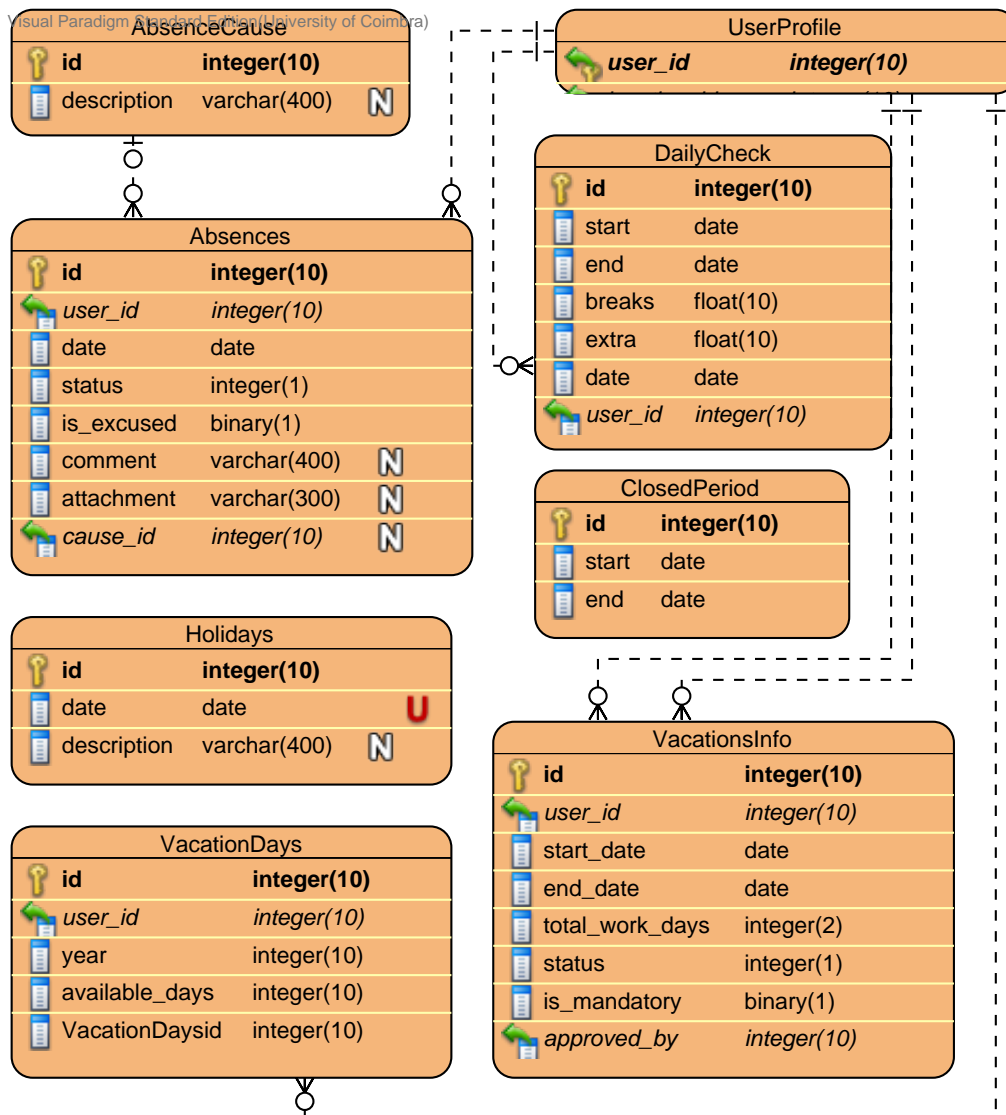 Visual Paradigm Standard Edition(University of Coimbra)
AbsenceCause
id integer(10)
description varchar(400) N
UserProfile
user_id integer(10)
DailyCheck
id integer(10)
start date
end date
breaks float(10)
extra float(10)
date date
user_id integer(10)
Absences
id integer(10)
user_id integer(10)
date date
status integer(1)
is_excused binary(1)
comment varchar(400) N
attachment varchar(300) N
cause_id integer(10) N
ClosedPeriod
id integer(10)
start date
end date
Holidays
id integer(10)
date date U
description varchar(400) N
VacationsInfo
id integer(10)
user_id integer(10)
start_date date
end_date date
total_work_days integer(2)
status integer(1)
is_mandatory binary(1)
approved_by integer(10)
VacationDays
id integer(10)
user_id integer(10)
year integer(10)
available_days integer(10)
VacationDaysid integer(10)